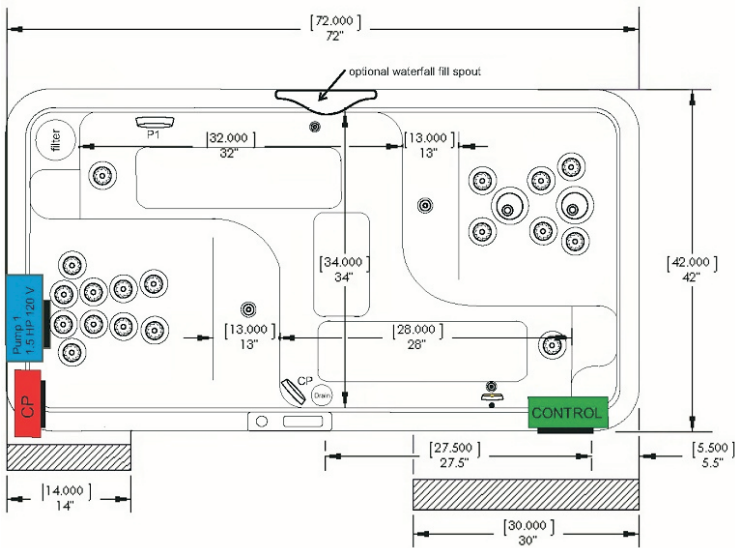 [72.000]
72"
optional waterfall fill spout
filter
P1
[32.000]
32"
[13.000]
13"
[34.000]
34"
[42.000]
42"
Pump 1
1.5 HP 120 V
[13.000]
13"
[28.000]
28"
CP
Drain
CP
CONTROL
[27.500]
27.5"
[5.500]
5.5"
[14.000]
14"
[30.000]
30"